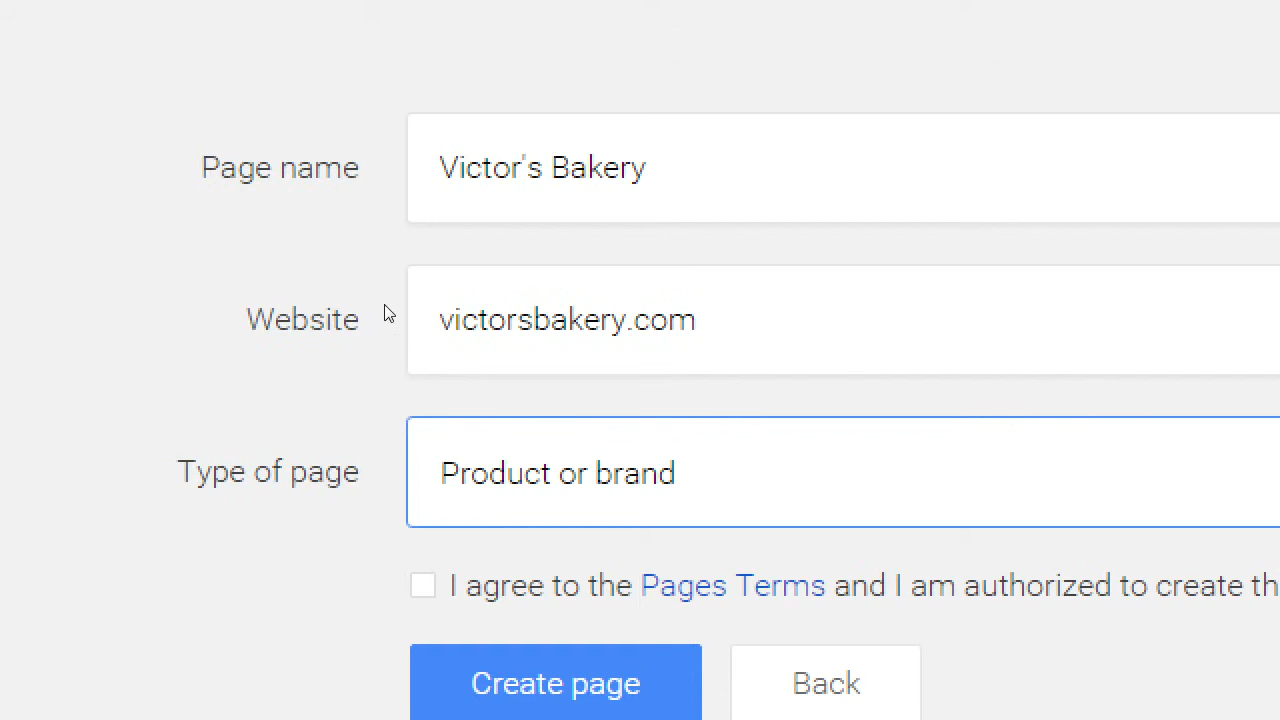 Page name
Victor's Bakery
Website
victorsbakery.com
Type of page
Product or brand
I agree to the Pages Terms and I am authorized to create th
Create page
Back